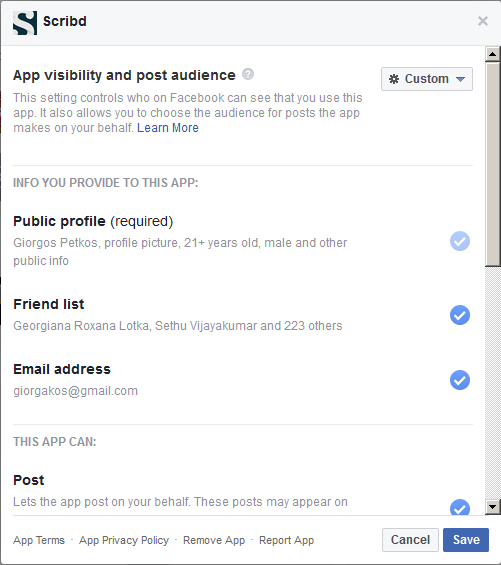 Scribd
App visibility and post audience
Custom
This setting controls who on Facebook can see that you use this
app. It also allows you to choose the audience for posts the app
makes on your behalf. Learn More
INFO YOU PROVIDE TO THIS APP:
Public profile (required)
Giorgos Petkos, profile picture, 21+ years old, male and other
public info
Friend list
Georgiana Roxana Lotka, Sethu Vijayakumar and 223 others
Email address
giorgakos@gmail.com
THIS APP CAN:
Post
Lets the app post on your behalf. These posts may appear on
App Terms · App Privacy Policy · Remove App · Report App
Cancel
Save